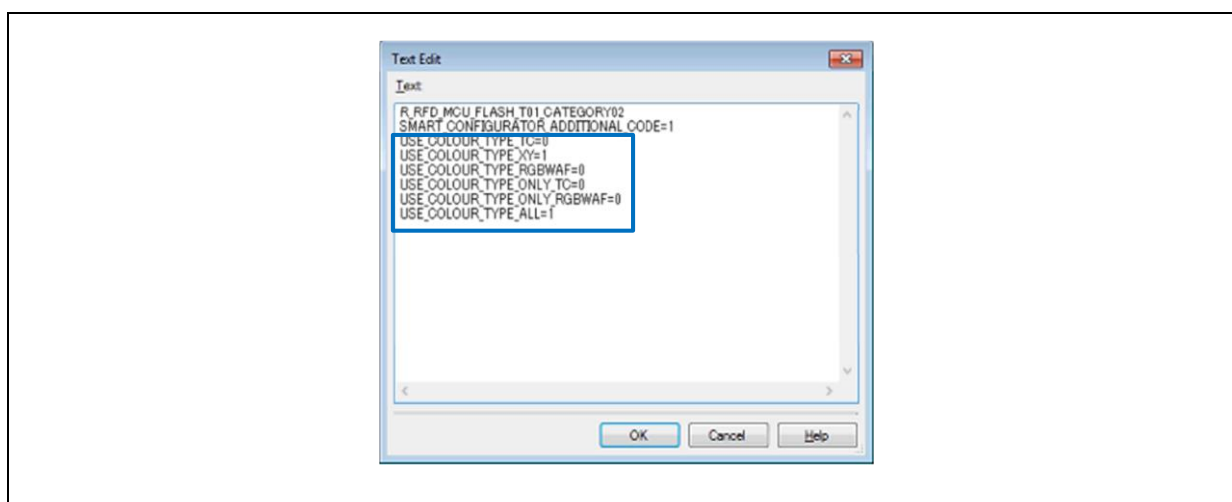 Text Edit
Text:
R_RFD_MCU_FLASH_T01_CATEGORY02
SMART_CONFIGURATOR_ADDITIONAL_CODE=1
USE_COLOUR_TYPE_TC=0
USE_COLOUR_TYPE_XY=1
USE_COLOUR_TYPE_RGBWAF=0
USE_COLOUR_TYPE_ONLY_TC=0
USE_COLOUR_TYPE_ONLY_RGBWAF=0
USE_COLOUR_TYPE_ALL=1
OK Cancel Help